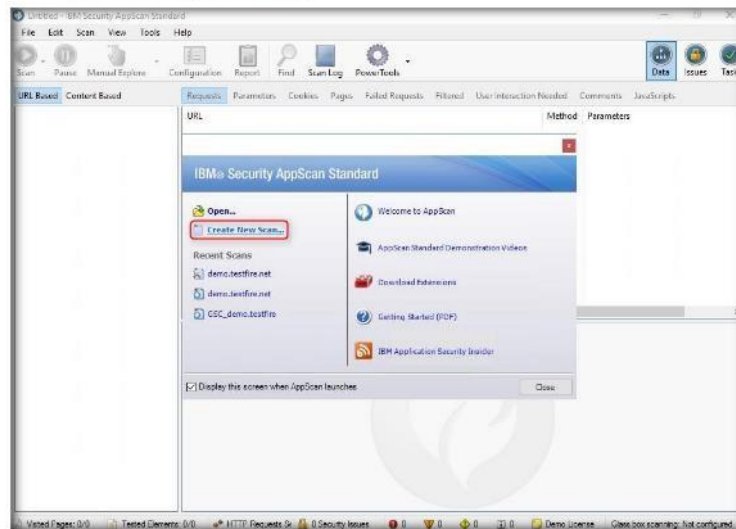 Untitled - IBM Security AppScan Standard
File Edit Scan View Tools Help
Scan Pause Manual Explore Configuration Report Find Scan Log PowerTools Data Issues Tasks
URL Based Content Based Requests Parameters Cookies Pages Failed Requests Filtered User Interaction Needed Comments JavaScripts
URL Method Parameters
IBM® Security AppScan Standard
Open...
Create New Scan...
Recent Scans
demo.testfire.net
demo.testfire.net
GSC_demo.testfire
Welcome to AppScan
AppScan Standard Demonstration Videos
Download Extensions
Getting Started (PDF)
IBM Application Security Insider
Display this screen when AppScan launches Close
Visited Pages: 0/0 Tested Elements: 0/0 HTTP Requests 0 Security Issues 0 0 0 0 Demo License Glass box scanning: Not configured